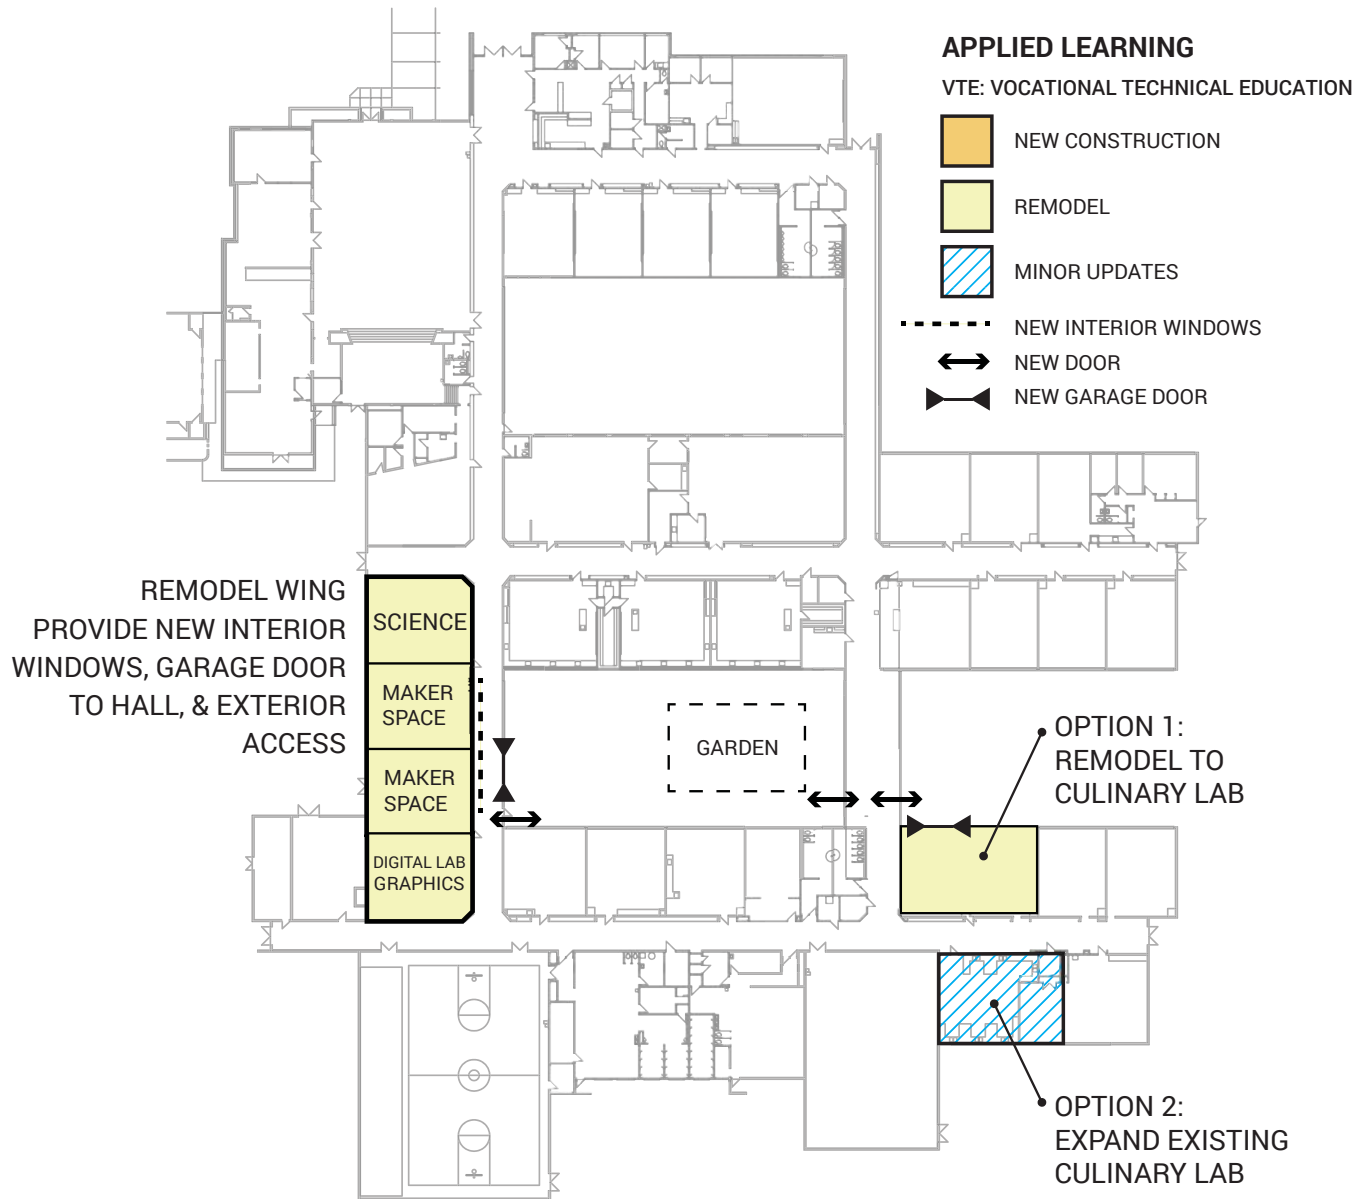 APPLIED LEARNING
VTE: VOCATIONAL TECHNICAL EDUCATION
NEW CONSTRUCTION
REMODEL
MINOR UPDATES
NEW INTERIOR WINDOWS
NEW DOOR
NEW GARAGE DOOR
REMODEL WING
PROVIDE NEW INTERIOR
WINDOWS, GARAGE DOOR
TO HALL, & EXTERIOR
ACCESS
SCIENCE
MAKER
SPACE
MAKER
SPACE
DIGITAL LAB
GRAPHICS
GARDEN
OPTION 1:
REMODEL TO
CULINARY LAB
OPTION 2:
EXPAND EXISTING
CULINARY LAB